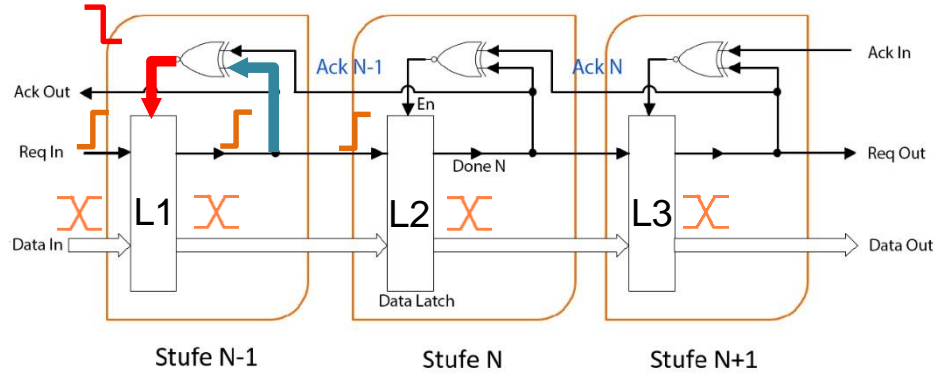 Ack N-1
Ack N
Ack In
Ack Out
En
Req In
Done N
Req Out
L1
L2
L3
Data In
Data Out
Data Latch
Stufe N-1
Stufe N
Stufe N+1